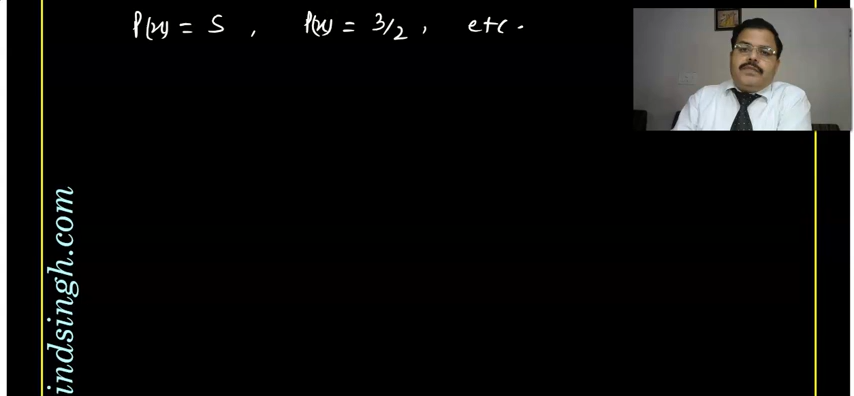 P(x) = 5 , P(x) = 3/2 , etc.
indsingh.com